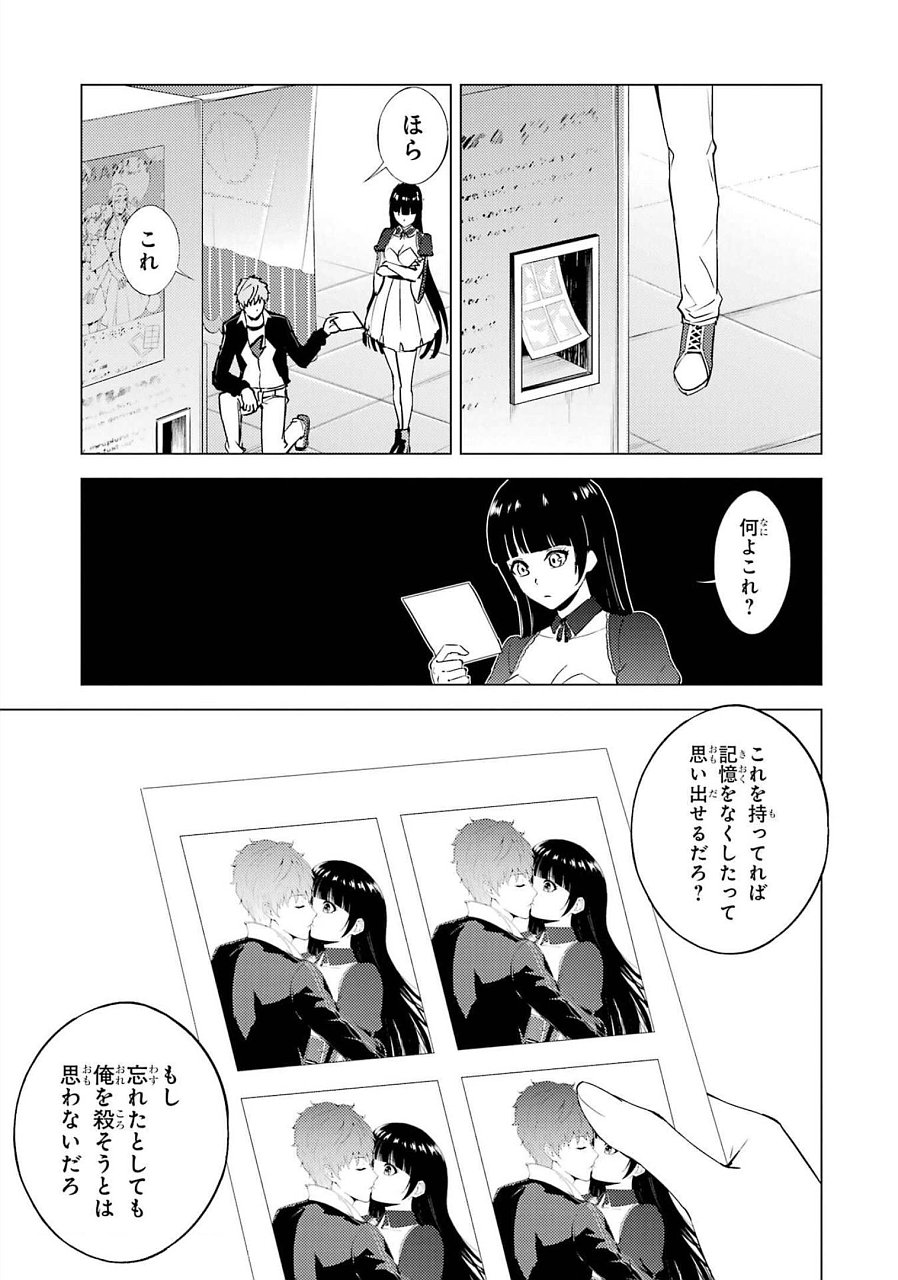 ほら
これ
何よこれ?
これを持ってれば
記憶をなくしたって
思い出せるだろ?
もし
忘れたとしても
俺を殺そうとは
思わないだろ